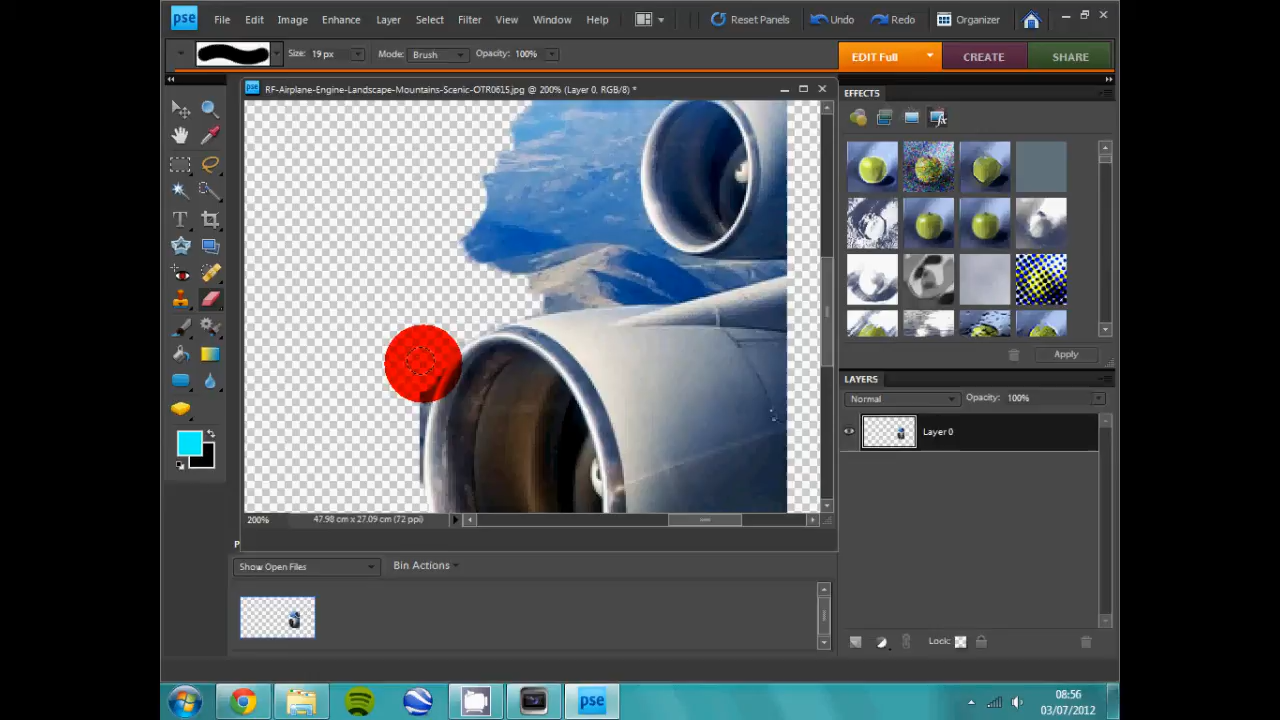 pse File Edit Image Enhance Layer Select Filter View Window Help Reset Panels Undo Redo Organizer
Size: 19 px Mode: Brush Opacity: 100% EDIT Full CREATE SHARE
pse RF-Airplane-Engine-Landscape-Mountains-Scenic-OTR0615.jpg @ 200% (Layer 0, RGB/8) *
EFFECTS
fx
T
Apply
LAYERS
Normal Opacity: 100%
Layer 0
200% 47.98 cm x 27.09 cm (72 ppi)
P
Show Open Files Bin Actions
Lock:
pse
08:56
03/07/2012